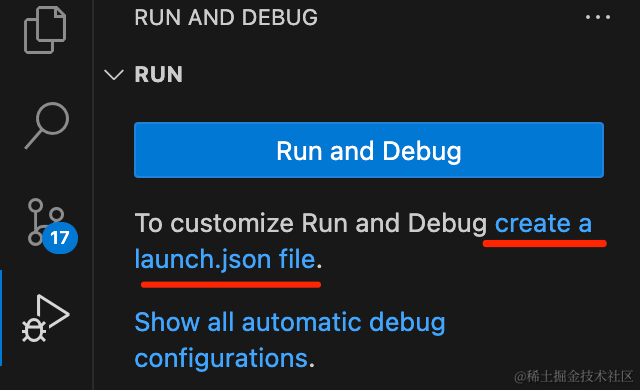 RUN AND DEBUG
RUN
Run and Debug
17
To customize Run and Debug create a
launch.json file.
Show all automatic debug
configurations.
@稀土掘金技术社区